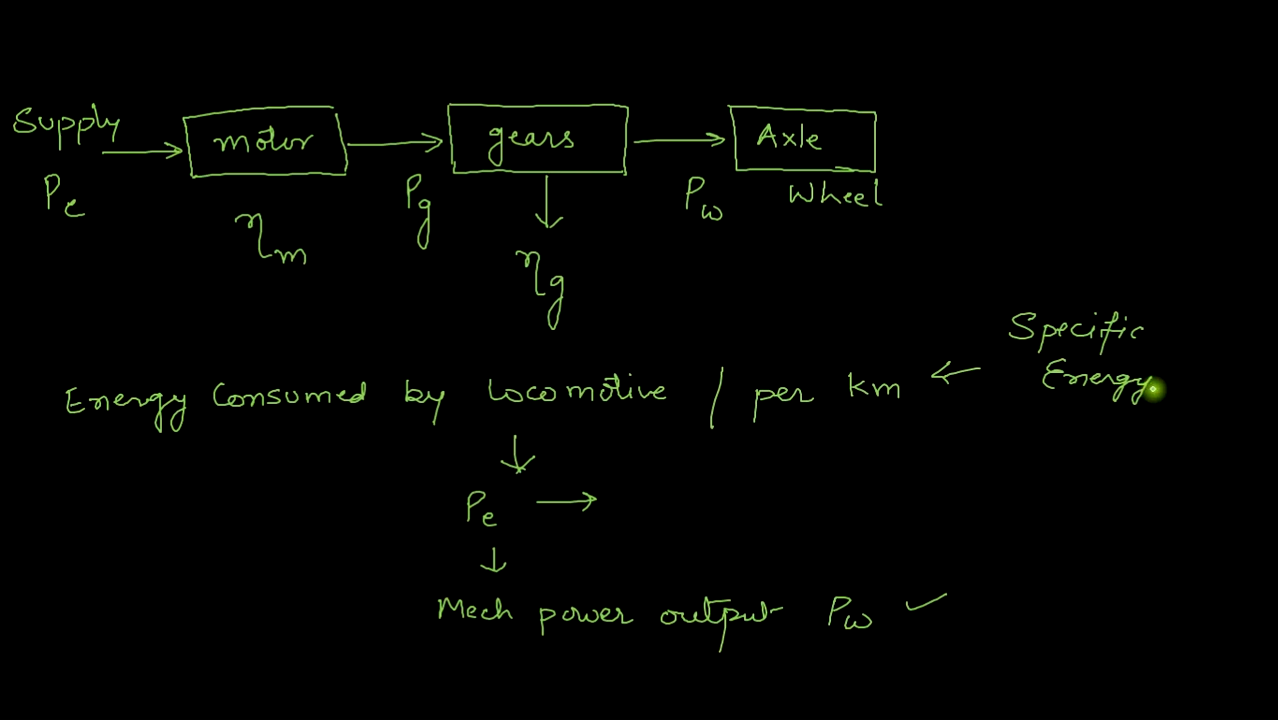 Supply
motor
gears
Axle
Pe
Pg
Pw
Wheel
ηm
ηg
Specific
Energy
Energy Consumed by Locomotive / per km
Pe
Mech power output Pw ✓